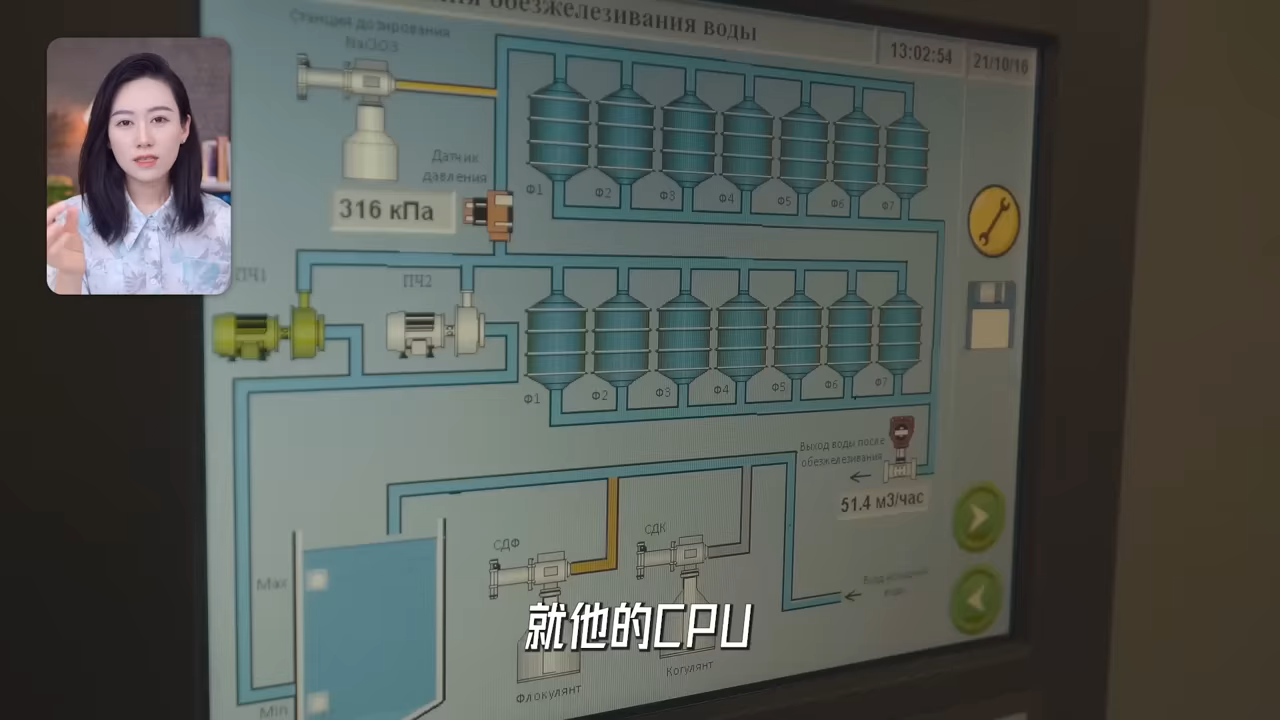 обезжелезивания воды
13:02:54
21/10/16
Станция дозирования
NaClO3
Датчик
давления
316 кПа
Ф1
Ф2
Ф3
Ф4
Ф5
Ф6
Ф7
ПЧ1
ПЧ2
Ф1
Ф2
Ф3
Ф4
Ф5
Ф6
Ф7
Выход воды после
обезжелезивания
51.4 м3/час
СДФ
СДК
Max
Min
就他的CPU
Флокулянт
Когулянт